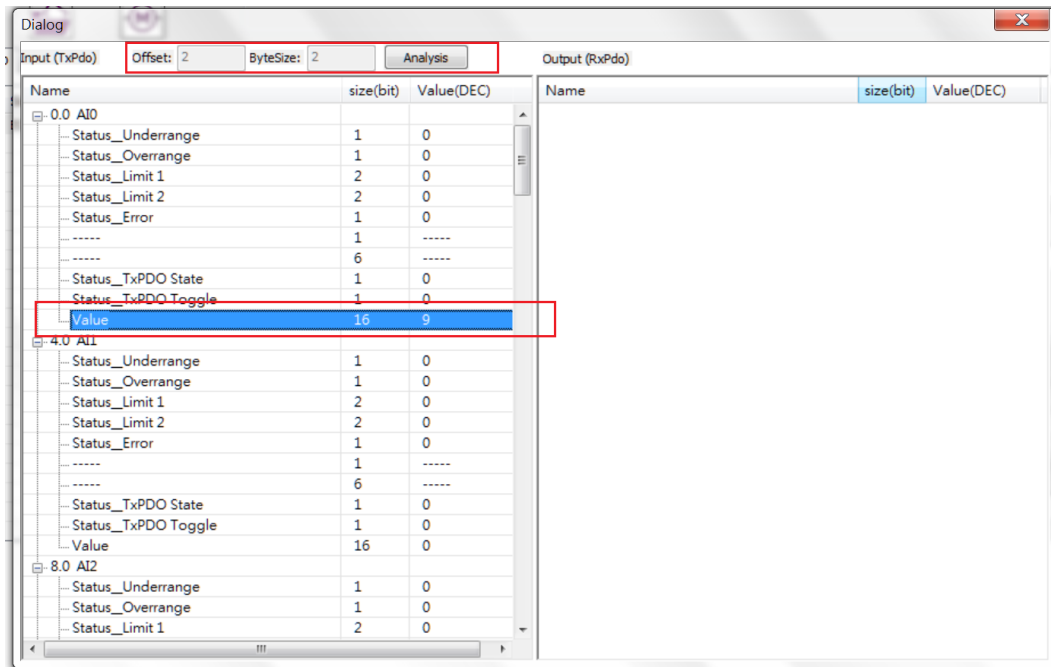 Dialog
Input (TxPdo) Offset: 2 ByteSize: 2 Analysis Output (RxPdo)
Name size(bit) Value(DEC) Name size(bit) Value(DEC)
0.0 AI0
Status__Underrange 1 0
Status__Overrange 1 0
Status__Limit 1 2 0
Status__Limit 2 2 0
Status__Error 1 0
----- 1 -----
----- 6 -----
Status__TxPDO State 1 0
Status__TxPDO Toggle 1 0
Value 16 9
4.0 AI1
Status__Underrange 1 0
Status__Overrange 1 0
Status__Limit 1 2 0
Status__Limit 2 2 0
Status__Error 1 0
----- 1 -----
----- 6 -----
Status__TxPDO State 1 0
Status__TxPDO Toggle 1 0
Value 16 0
8.0 AI2
Status__Underrange 1 0
Status__Overrange 1 0
Status__Limit 1 2 0